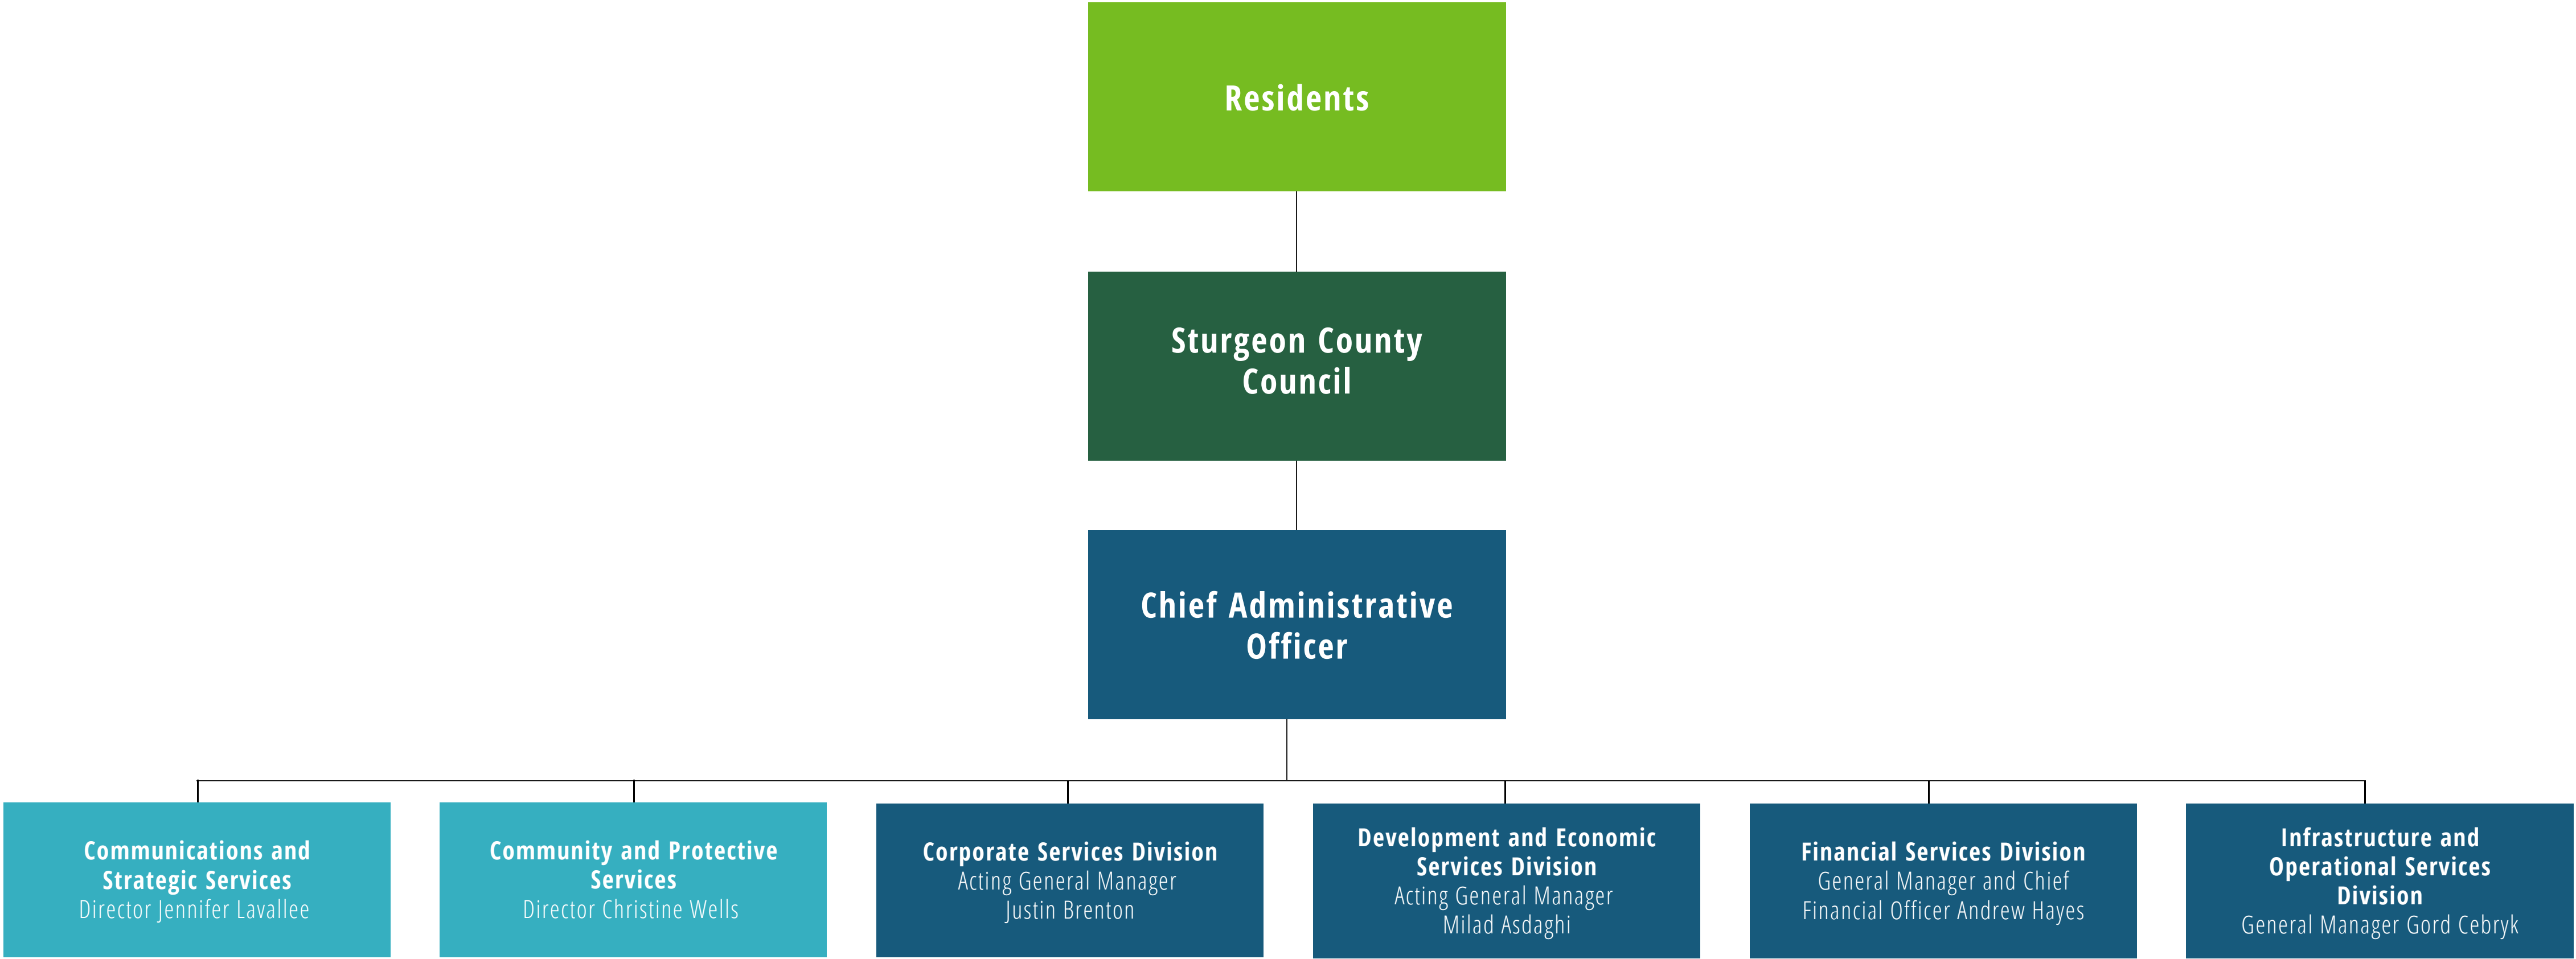 Residents
Sturgeon County
Council
Chief Administrative
Officer
Communications and
Strategic Services
Director Jennifer Lavallee
Community and Protective
Services
Director Christine Wells
Corporate Services Division
Acting General Manager
Justin Brenton
Development and Economic
Services Division
Acting General Manager
Milad Asdaghi
Financial Services Division
General Manager and Chief
Financial Officer Andrew Hayes
Infrastructure and
Operational Services
Division
General Manager Gord Cebryk